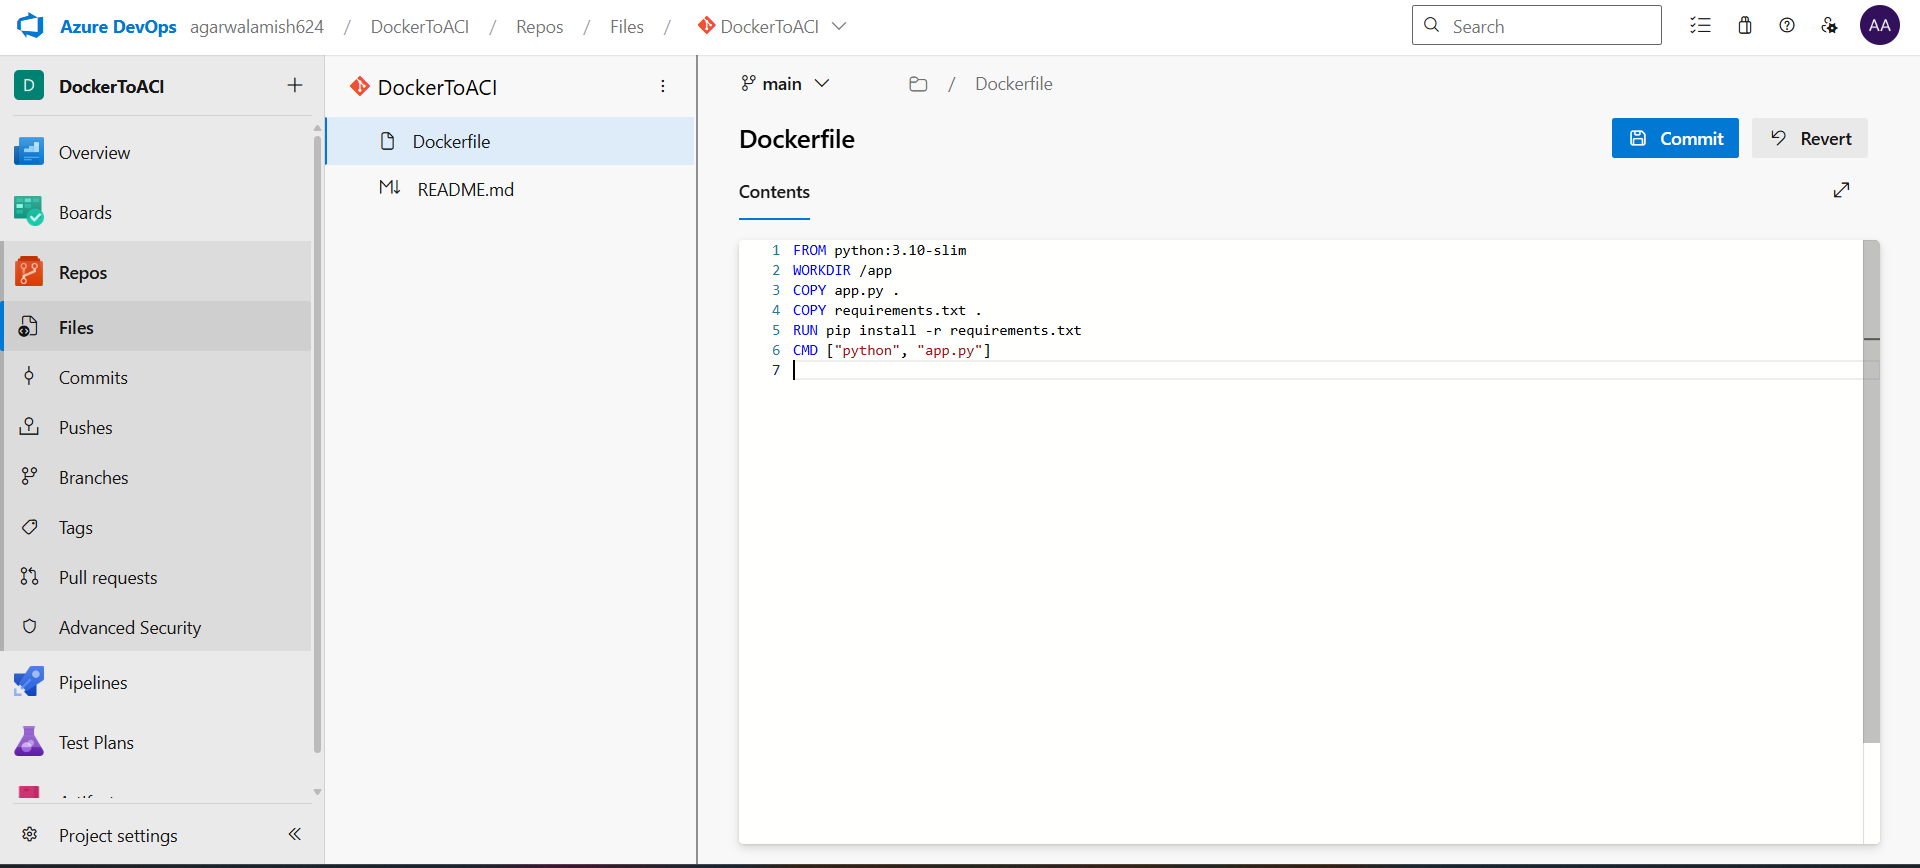 Azure DevOps agarwalamish624 / DockerToACI / Repos / Files / DockerToACI
Search
AA
D DockerToACI
Overview
Boards
Repos
Files
Commits
Pushes
Branches
Tags
Pull requests
Advanced Security
Pipelines
Test Plans
Project settings
DockerToACI
Dockerfile
README.md
main
/ Dockerfile
Dockerfile
Commit
Revert
Contents
1 FROM python:3.10-slim
2 WORKDIR /app
3 COPY app.py .
4 COPY requirements.txt .
5 RUN pip install -r requirements.txt
6 CMD ["python", "app.py"]
7